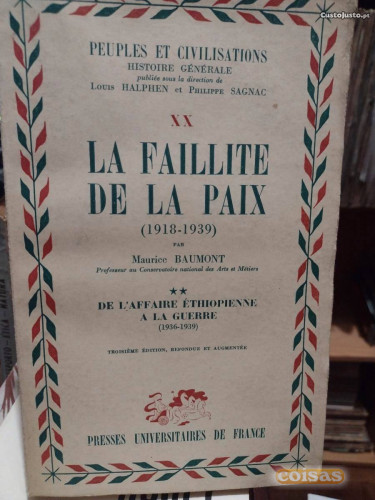 CustoJusto.pt
PEUPLES ET CIVILISATIONS
HISTOIRE GÉNÉRALE
publiée sous la direction de
LOUIS HALPHEN et PHILIPPE SAGNAC
XX
LA FAILLITE
DE LA PAIX
(1918-1939)
PAR
Maurice BAUMONT
Professeur au Conservatoire national des Arts et Métiers
★★
DE L'AFFAIRE ÉTHIOPIENNE
A LA GUERRE
(1936-1939)
TROISIÈME ÉDITION, REFONDUE ET AUGMENTÉE
PRESSES UNIVERSITAIRES DE FRANCE
coisas